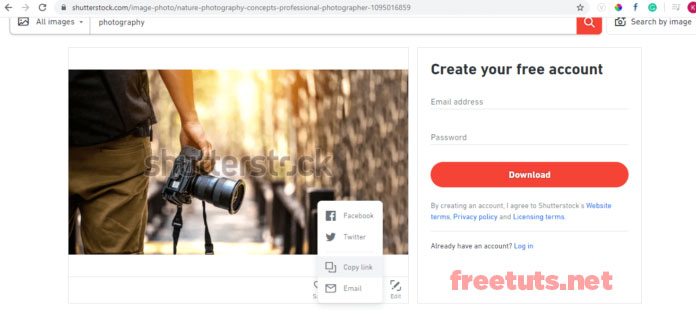 shutterstock.com/image-photo/nature-photography-concepts-professional-photographer-1095016859
All images
photography
Search by image
shutterstock
Facebook
Twitter
Copy link
Email
Edit
Create your free account
Email address
Password
Download
By creating an account, I agree to Shutterstock's Website
terms, Privacy policy and Licensing terms.
Already have an account? Log in
freetuts.net